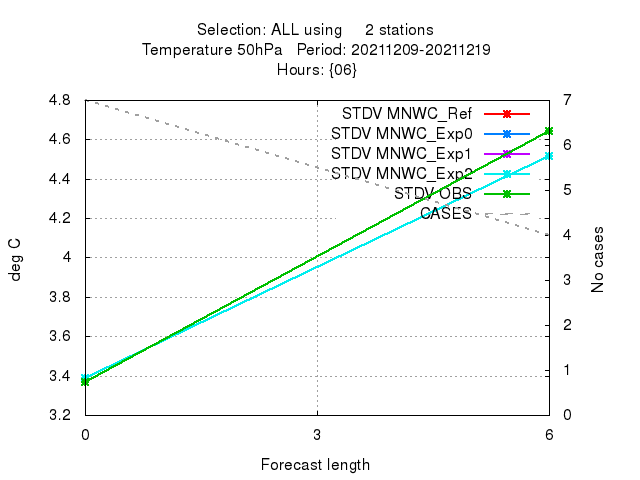 Selection: ALL using     2 stations
Temperature 50hPa   Period: 20211209-20211219
Hours: {06}
4.8
4.6
4.4
4.2
4
3.8
3.6
3.4
3.2
deg C
STDV MNWC_Ref
STDV MNWC_Exp0
STDV MNWC_Exp1
STDV MNWC_Exp2
STDV OBS
CASES
7
6
5
4
3
2
1
0
No cases
0 3 6
Forecast length